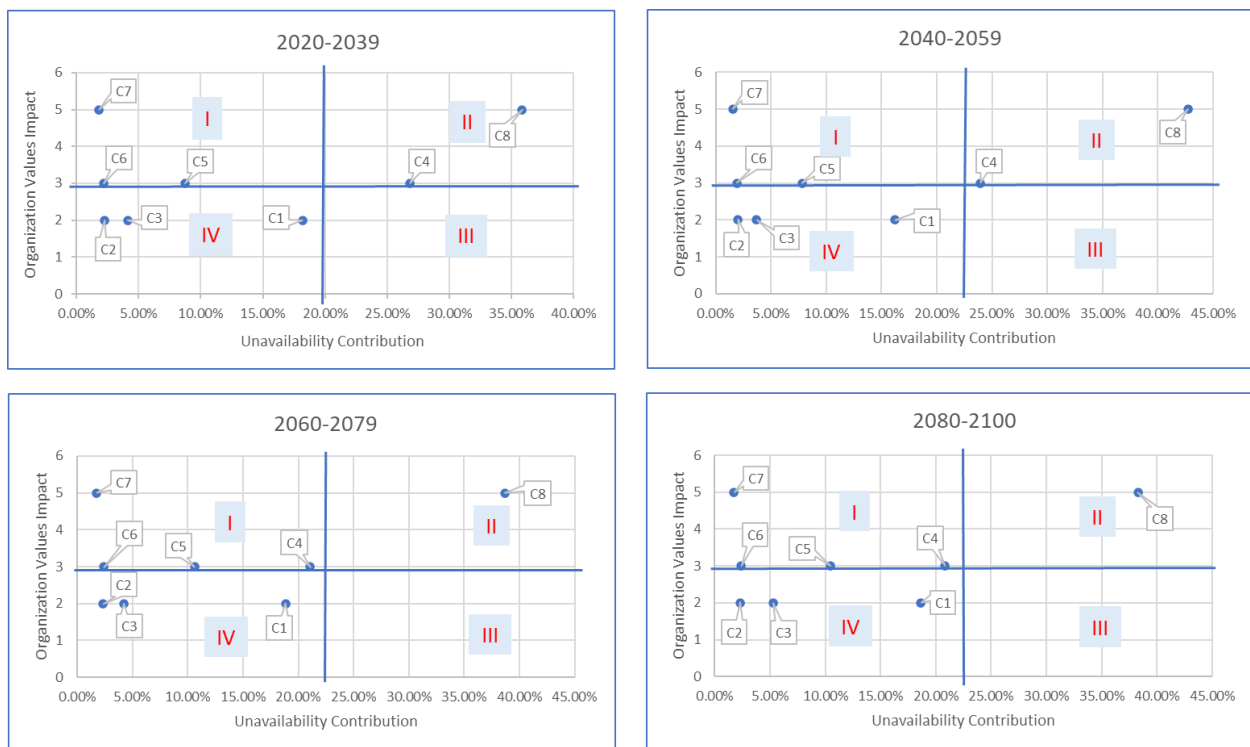 2020-2039
Organization Values Impact
6
5
4
3
2
1
0
C7
I
II
C8
C6
C5
C4
C2
C3
IV
C1
III
0.00% 5.00% 10.00% 15.00% 20.00% 25.00% 30.00% 35.00% 40.00%
Unavailability Contribution
2040-2059
Organization Values Impact
6
5
4
3
2
1
0
C7
I
II
C8
C6
C5
C4
C2
C3
IV
C1
III
0.00% 5.00% 10.00% 15.00% 20.00% 25.00% 30.00% 35.00% 40.00% 45.00%
Unavailability Contribution
2060-2079
Organization Values Impact
6
5
4
3
2
1
0
C7
I
II
C8
C6
C5
C4
C2
C3
IV
C1
III
0.00% 5.00% 10.00% 15.00% 20.00% 25.00% 30.00% 35.00% 40.00% 45.00%
Unavailability Contribution
2080-2100
Organization Values Impact
6
5
4
3
2
1
0
C7
I
II
C8
C6
C5
C4
C2
C3
IV
C1
III
0.00% 5.00% 10.00% 15.00% 20.00% 25.00% 30.00% 35.00% 40.00% 45.00%
Unavailability Contribution